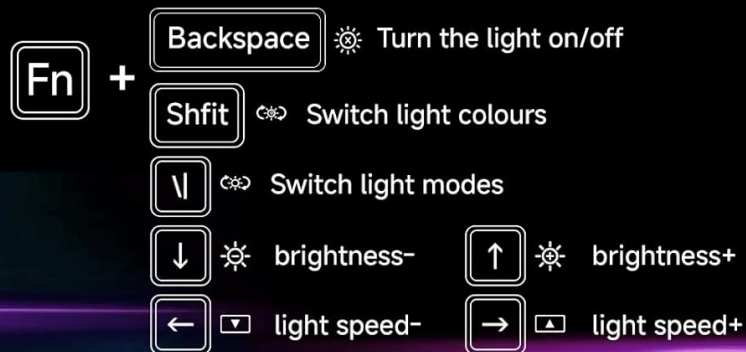 Backspace Turn the light on/off
Fn +
Shfit Switch light colours
\| Switch light modes
↓ brightness- ↑ brightness+
← light speed- → light speed+